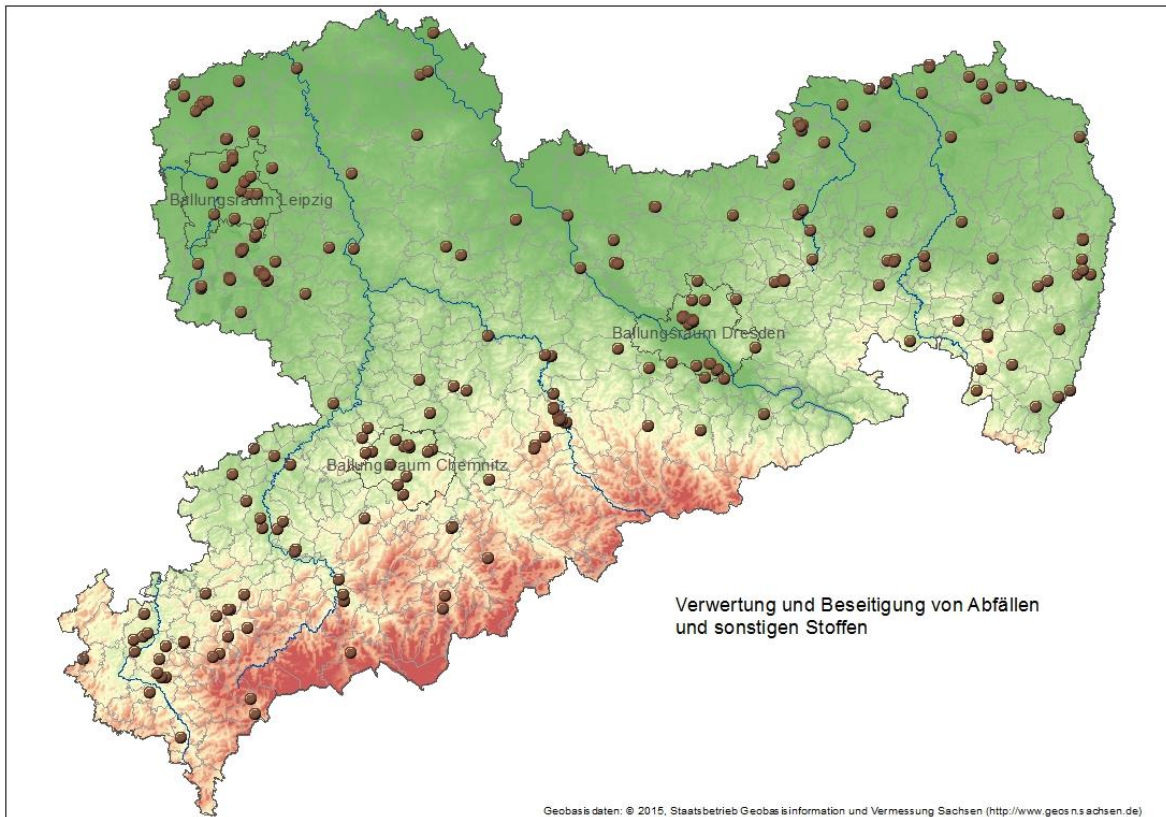 Ballungsraum Leipzig
Ballungsraum Dresden
Ballungsraum Chemnitz
Verwertung und Beseitigung von Abfällen
und sonstigen Stoffen
Geobasisdaten: © 2015, Staatsbetrieb Geobasisinformation und Vermessung Sachsen (http://www.geosn.sachsen.de)